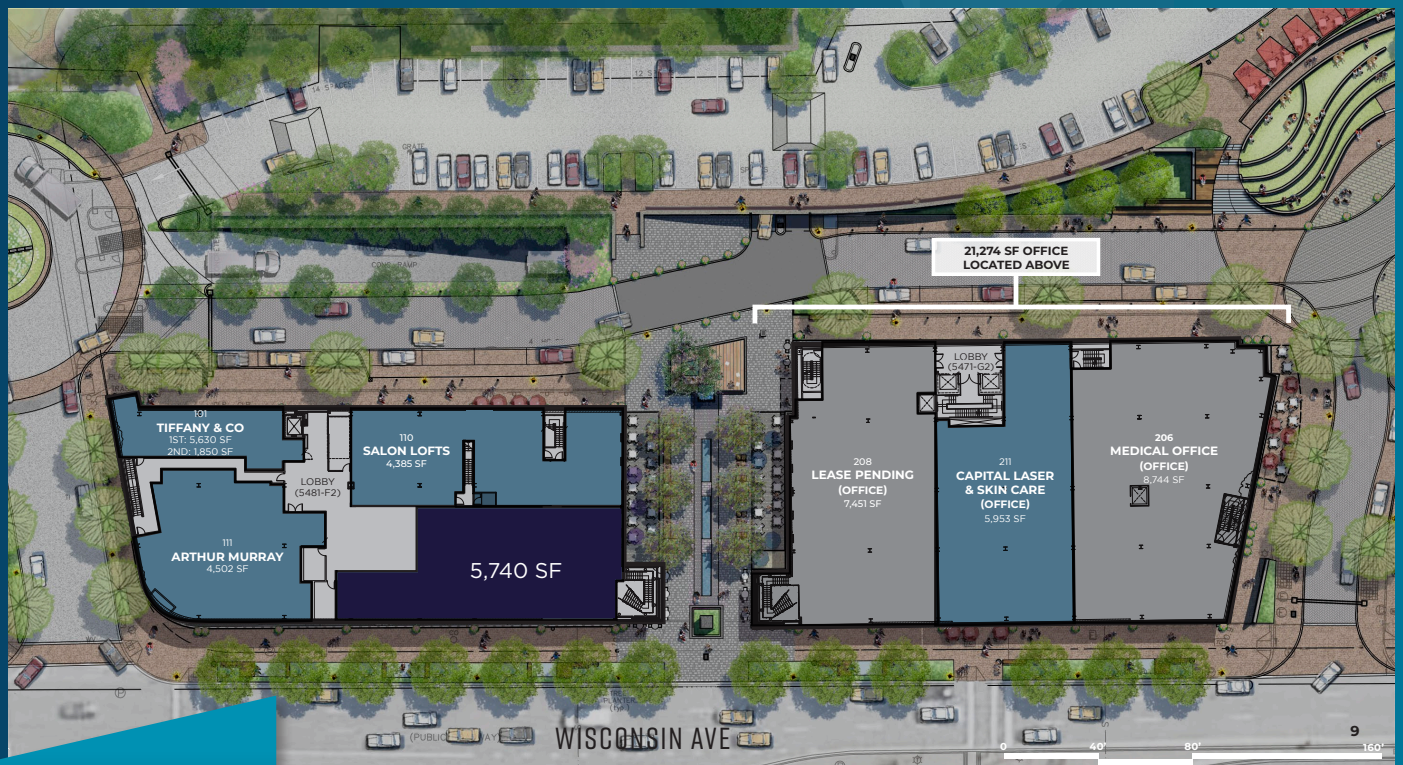 14 SPACES
GRATE
21,274 SF OFFICE
LOCATED ABOVE
101
TIFFANY & CO
1ST: 5,630 SF
2ND: 1,850 SF
110
SALON LOFTS
4,385 SF
LOBBY
(5481-F2)
111
ARTHUR MURRAY
4,502 SF
5,740 SF
LOBBY
(5471-G2)
208
LEASE PENDING
(OFFICE)
7,451 SF
211
CAPITAL LASER
& SKIN CARE
(OFFICE)
5,953 SF
206
MEDICAL OFFICE
(OFFICE)
8,744 SF
WISCONSIN AVE
9
0 40' 80' 160'